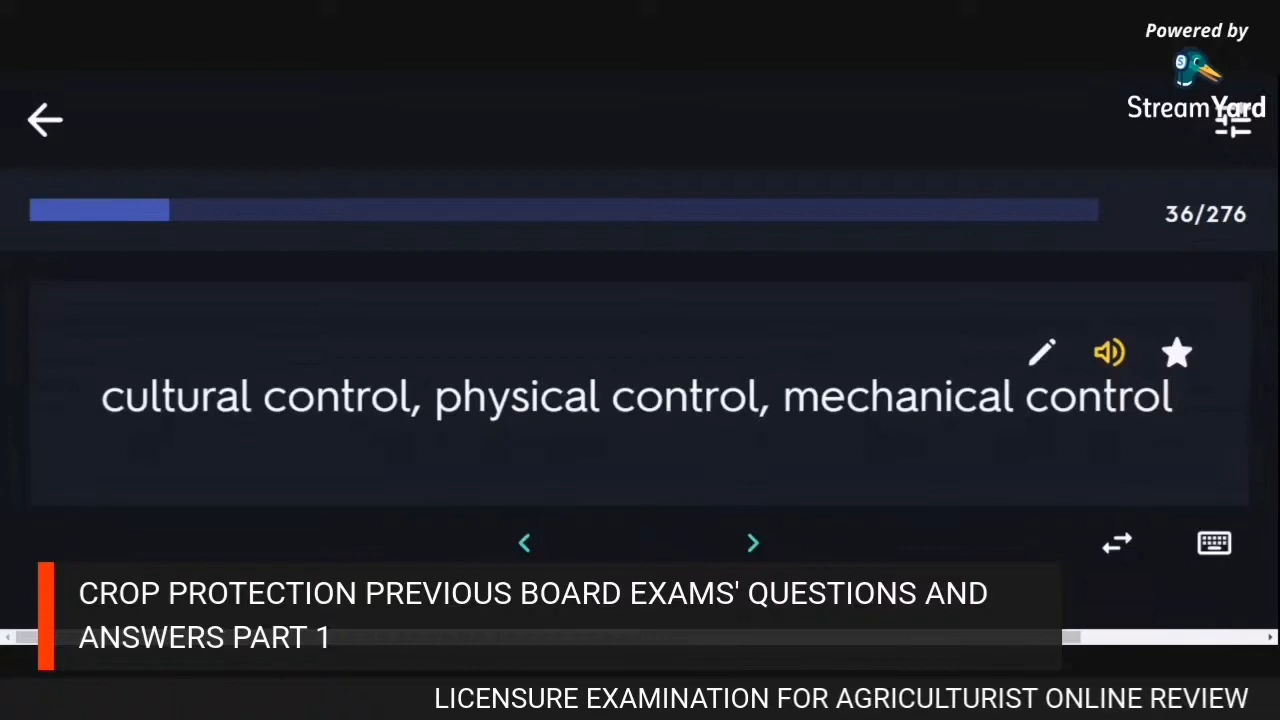 Powered by
StreamYard
36/276
cultural control, physical control, mechanical control
CROP PROTECTION PREVIOUS BOARD EXAMS' QUESTIONS AND
ANSWERS PART 1
LICENSURE EXAMINATION FOR AGRICULTURIST ONLINE REVIEW